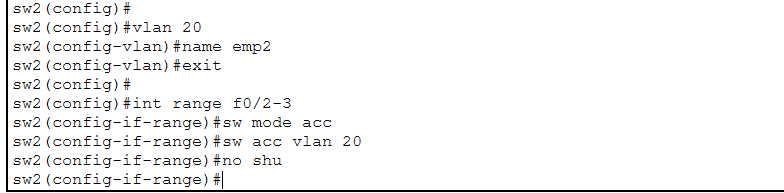 sw2(config)#
sw2(config)#vlan 20
sw2(config-vlan)#name emp2
sw2(config-vlan)#exit
sw2(config)#
sw2(config)#int range f0/2-3
sw2(config-if-range)#sw mode acc
sw2(config-if-range)#sw acc vlan 20
sw2(config-if-range)#no shu
sw2(config-if-range)#